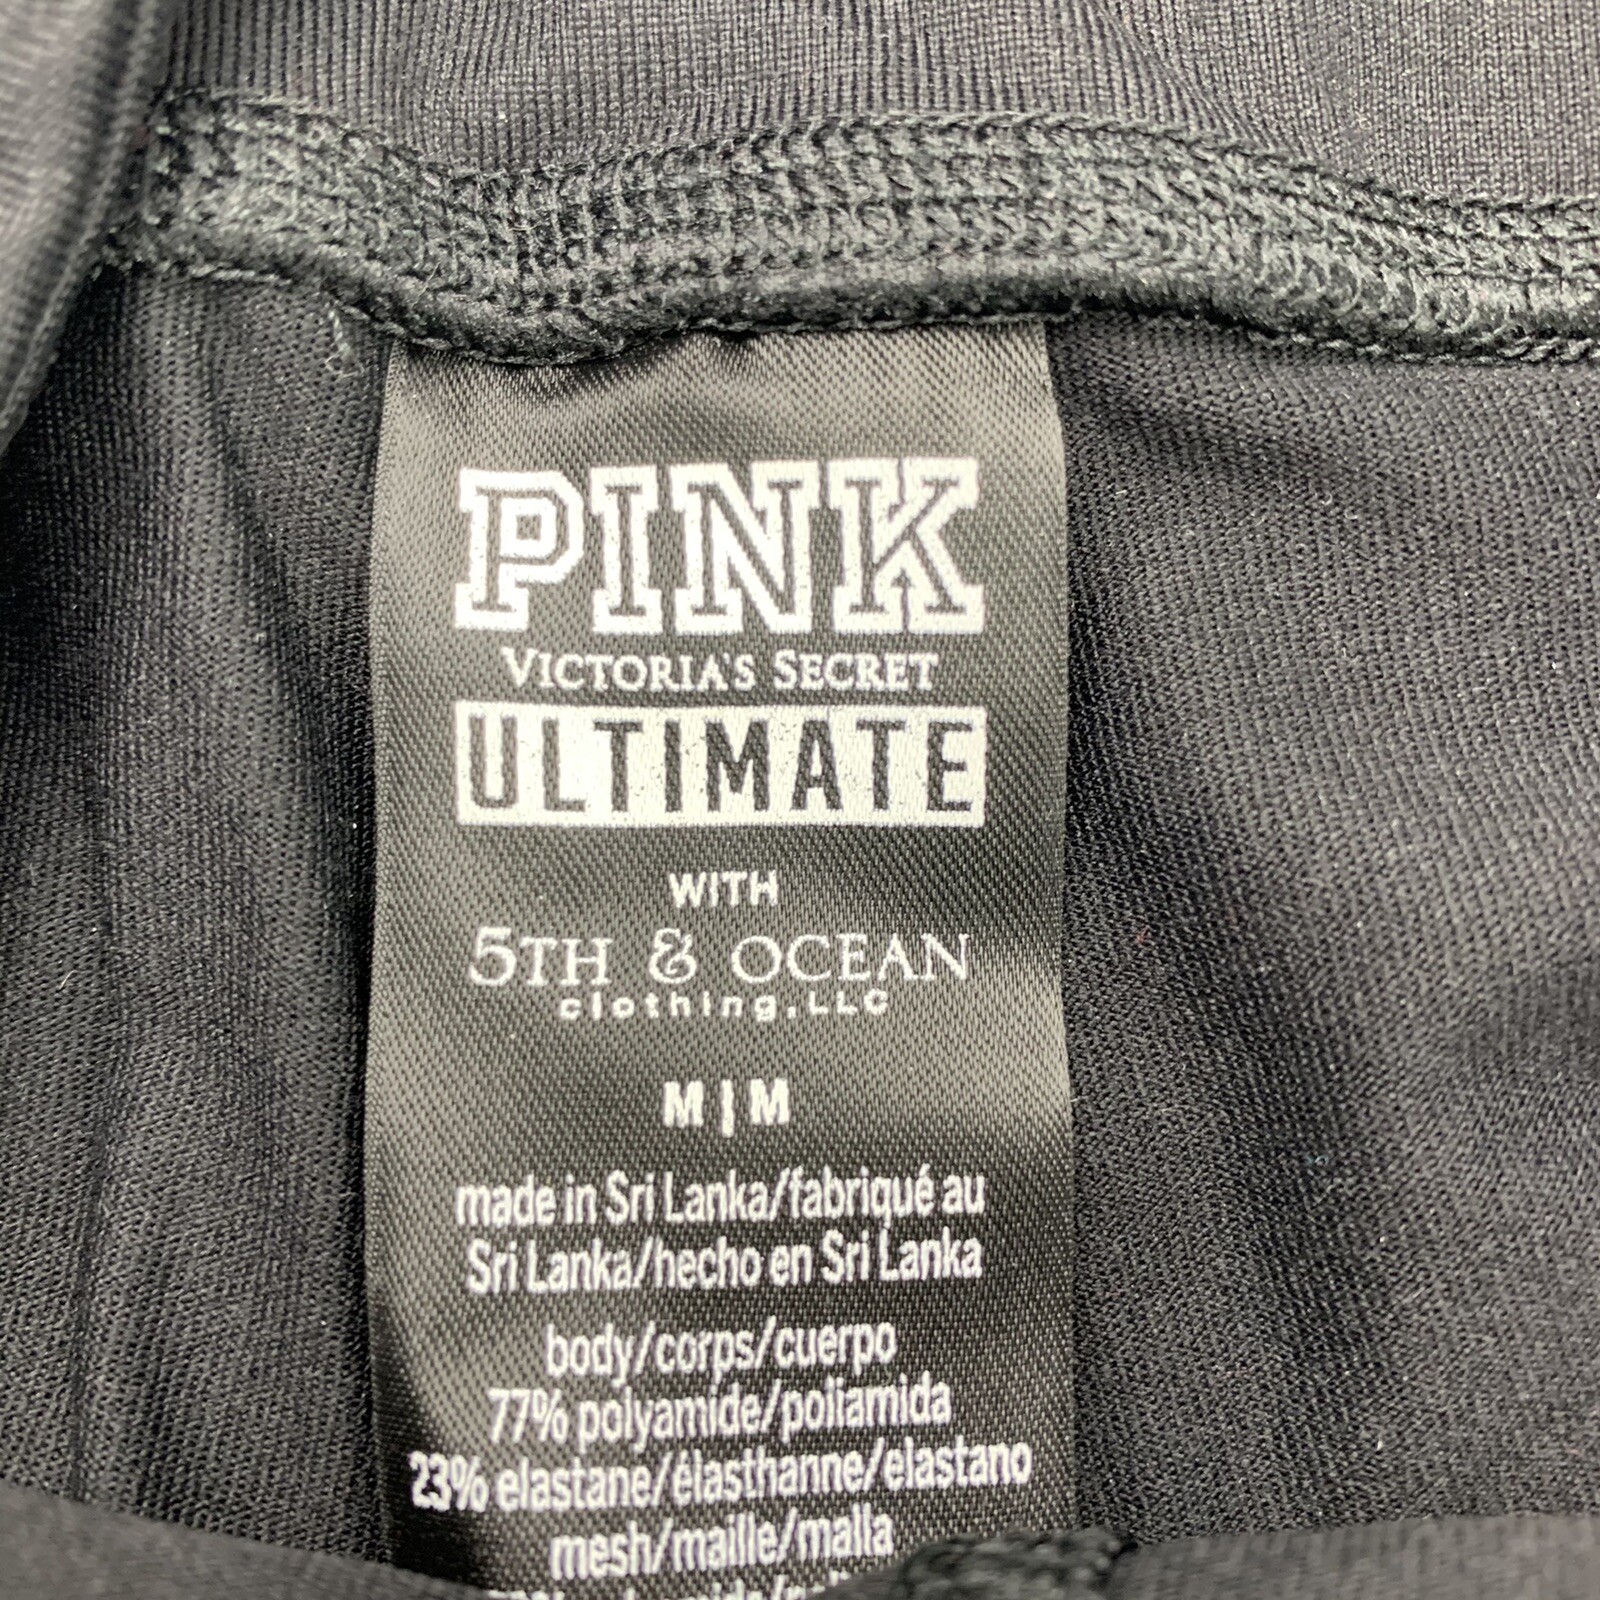 PINK
VICTORIA'S SECRET
ULTIMATE
WITH
5TH & OCEAN
clothing, LLC
M | M
made in Sri Lanka/fabriqué au
Sri Lanka/hecho en Sri Lanka
body/corps/cuerpo
77% polyamide/poliamida
23% elastane/élasthanne/elastano
mesh/maille/malla